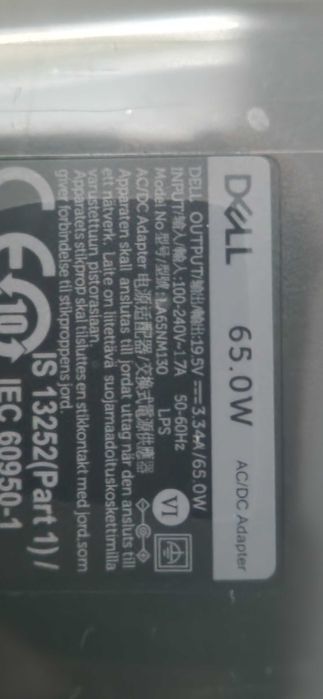 DELL 65.0W AC/DC Adapter
DELL OUTPUT/输出/輸出:19.5V⎓3.34A/65.0W
INPUT/输入/輸入:100-240V~1.7A 50-60Hz
Model No 型号/型號:LA65NM130 LPS VI
AC/DC Adapter 电源适配器/交換式電源供應器
Apparaten skall anslutas till jordat uttag när den ansluts till
ett nätverk. Laite on liitettävä suojamaadoituskoskettimilla
varustettuun pistorasiaan.
Apparatets stikprop skal tilsluttes en stikkontakt med jord, som
giver forbindelse til stikproppens jord.
CE 10 IS 13252(Part 1)/
IEC 60950-1